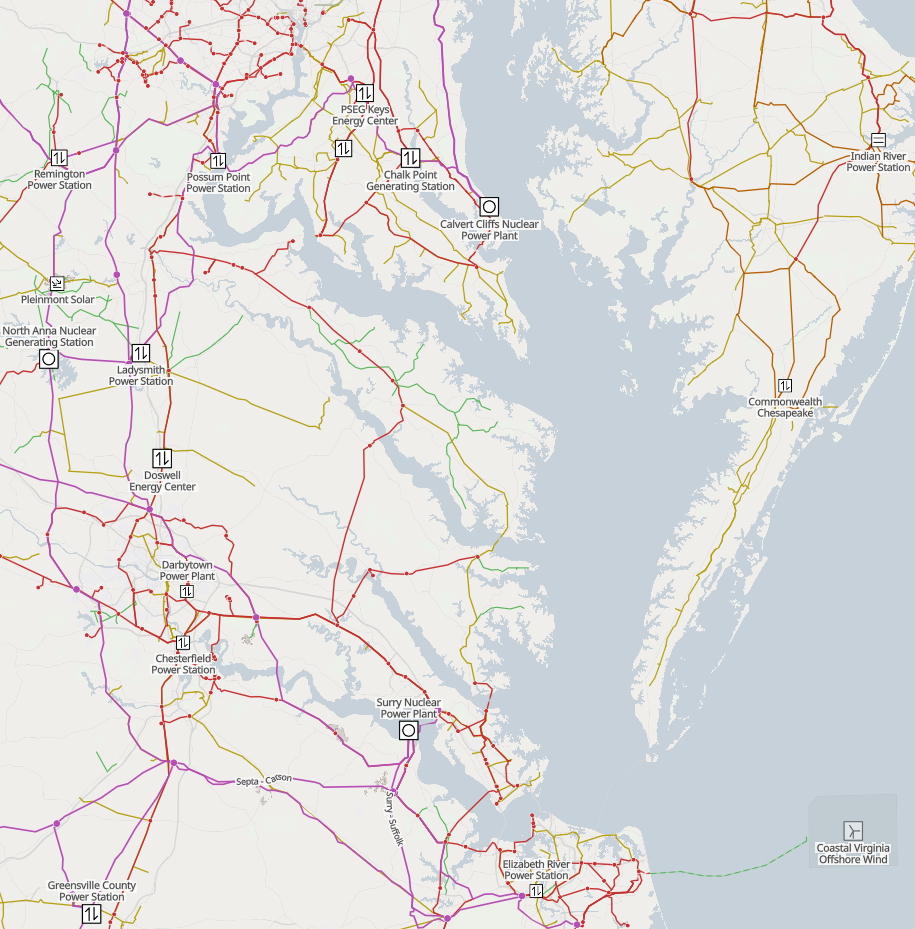 PSEG Keys
Energy Center
Remington
Power Station
Possum Point
Power Station
Chalk Point
Generating Station
Indian River
Power Station
Calvert Cliffs Nuclear
Power Plant
Pleinmont Solar
North Anna Nuclear
Generating Station
Ladysmith
Power Station
Commonwealth
Chesapeake
Doswell
Energy Center
Darbytown
Power Plant
Chesterfield
Power Station
Surry Nuclear
Power Plant
Septa - Carson
Surry - Suffolk
Coastal Virginia
Offshore Wind
Elizabeth River
Power Station
Greensville County
Power Station